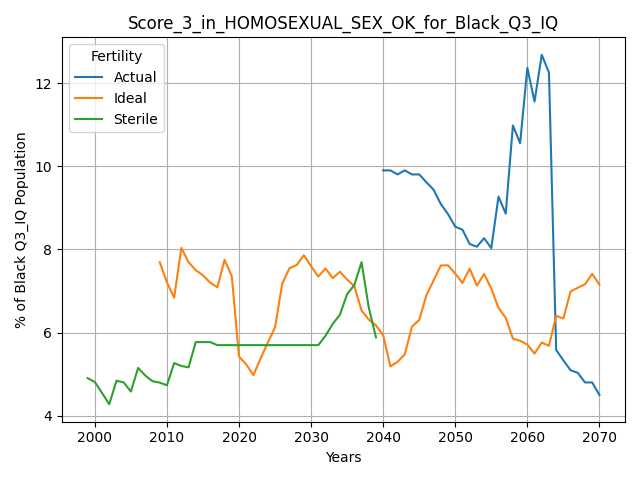 Score_3_in_HOMOSEXUAL_SEX_OK_for_Black_Q3_IQ
Fertility
Actual
Ideal
Sterile
% of Black Q3_IQ Population
12
10
8
6
4
2000 2010 2020 2030 2040 2050 2060 2070
Years